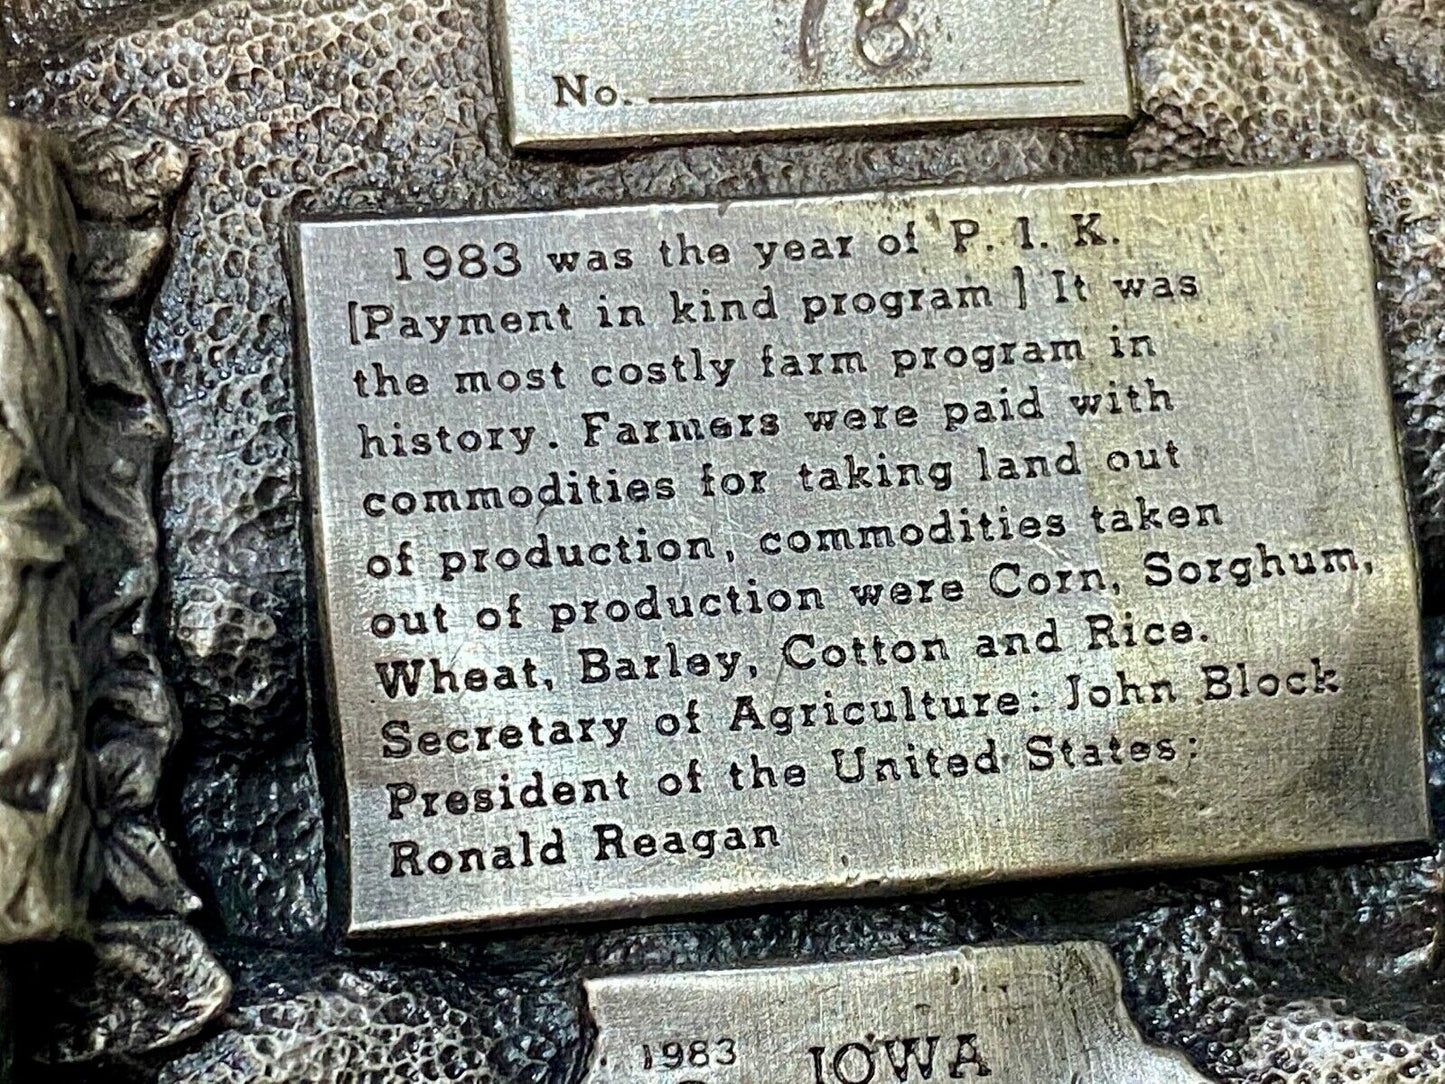 No. 78
1983 was the year of P. I. K.
[Payment in kind program ] It was
the most costly farm program in
history. Farmers were paid with
commodities for taking land out
of production, commodities taken
out of production were Corn, Sorghum,
Wheat, Barley, Cotton and Rice.
Secretary of Agriculture: John Block
President of the United States:
Ronald Reagan
1983 IOWA